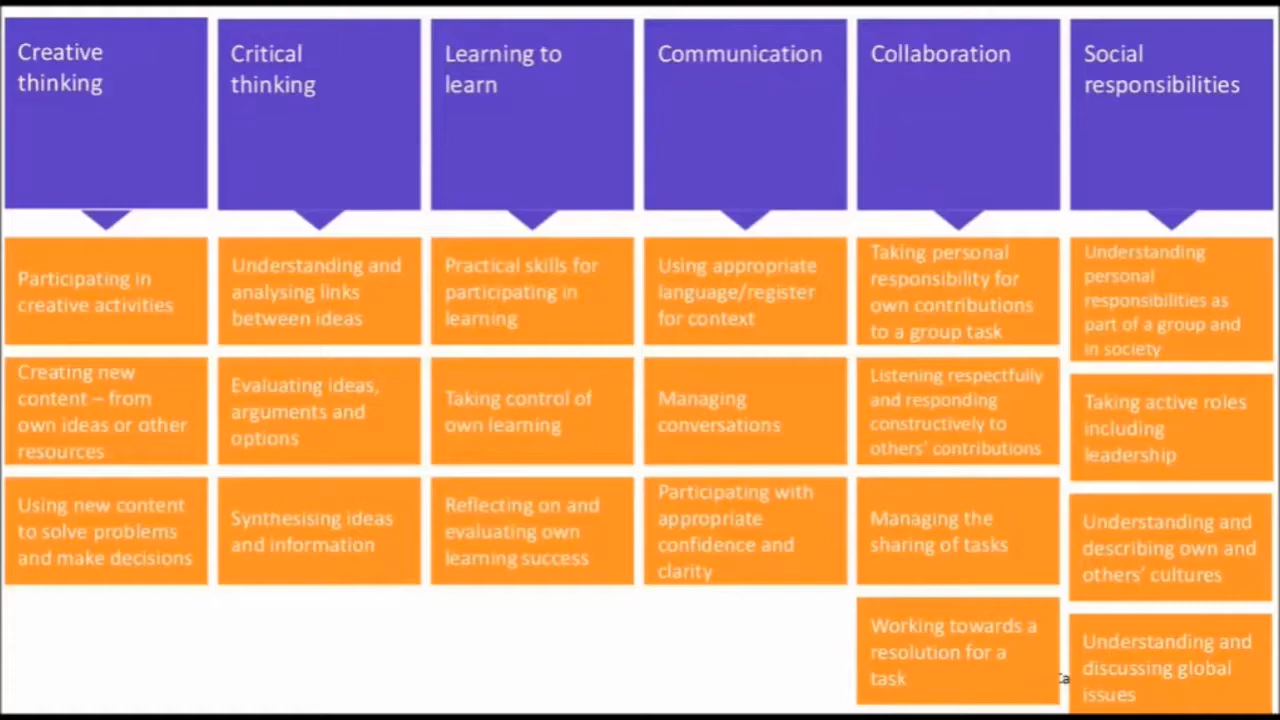 Creative
thinking
Participating in
creative activities
Creating new
content – from
own ideas or other
resources
Using new content
to solve problems
and make decisions
Critical
thinking
Understanding and
analysing links
between ideas
Evaluating ideas,
arguments and
options
Synthesising ideas
and information
Learning to
learn
Practical skills for
participating in
learning
Taking control of
own learning
Reflecting on and
evaluating own
learning success
Communication
Using appropriate
language/register
for context
Managing
conversations
Participating with
appropriate
confidence and
clarity
Collaboration
Taking personal
responsibility for
own contributions
to a group task
Listening respectfully
and responding
constructively to
others' contributions
Managing the
sharing of tasks
Working towards a
resolution for a
task
Social
responsibilities
Understanding
personal
responsibilities as
part of a group and
in society
Taking active roles
including
leadership
Understanding and
describing own and
others' cultures
Understanding and
discussing global
issues